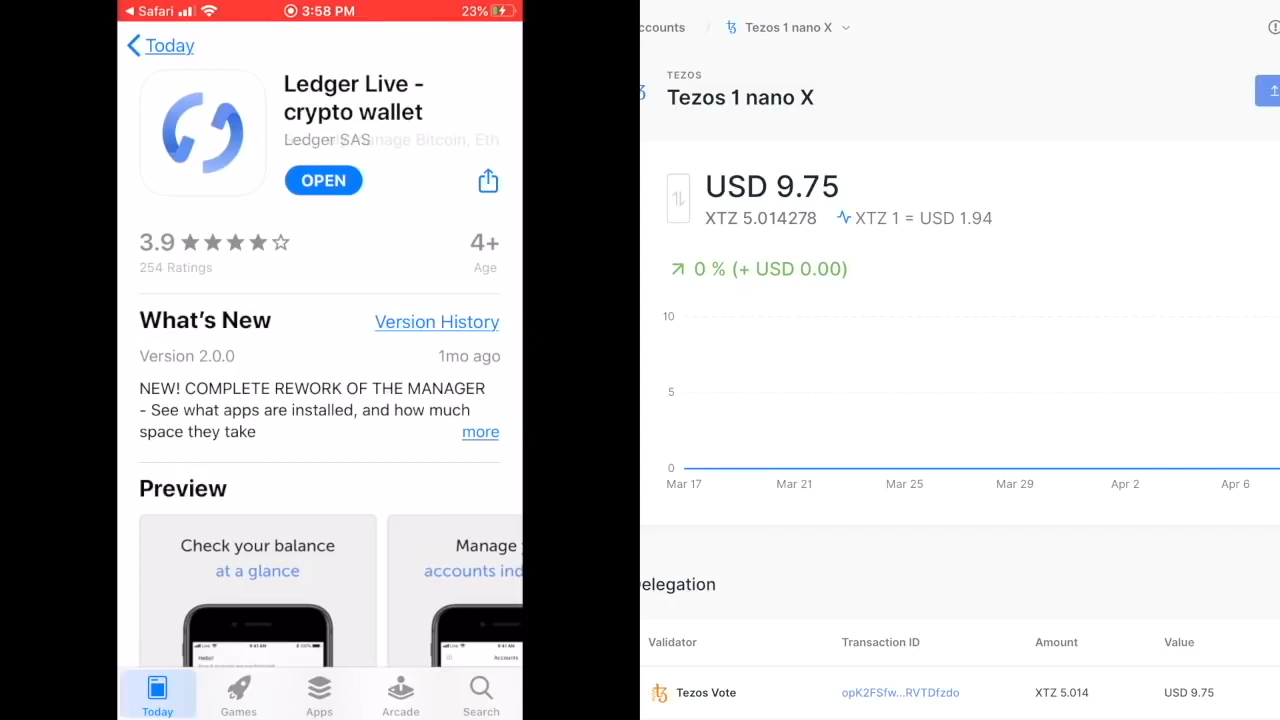 Safari
3:58 PM
23%
Today
Ledger Live -
crypto wallet
Ledger SAS
Manage Bitcoin, Eth
OPEN
3.9
4+
254 Ratings
Age
What's New
Version History
Version 2.0.0
1mo ago
NEW! COMPLETE REWORK OF THE MANAGER
- See what apps are installed, and how much
space they take
more
Preview
Check your balance
at a glance
Manage
accounts ind
Hello!
Accounts
Today
Games
Apps
Arcade
Search
ccounts / Tezos 1 nano X
TEZOS
Tezos 1 nano X
USD 9.75
XTZ 5.014278
XTZ 1 = USD 1.94
0 % (+ USD 0.00)
10
5
0
Mar 17
Mar 21
Mar 25
Mar 29
Apr 2
Apr 6
elegation
Validator
Transaction ID
Amount
Value
Tezos Vote
opK2FSfw...RVTDfzdo
XTZ 5.014
USD 9.75